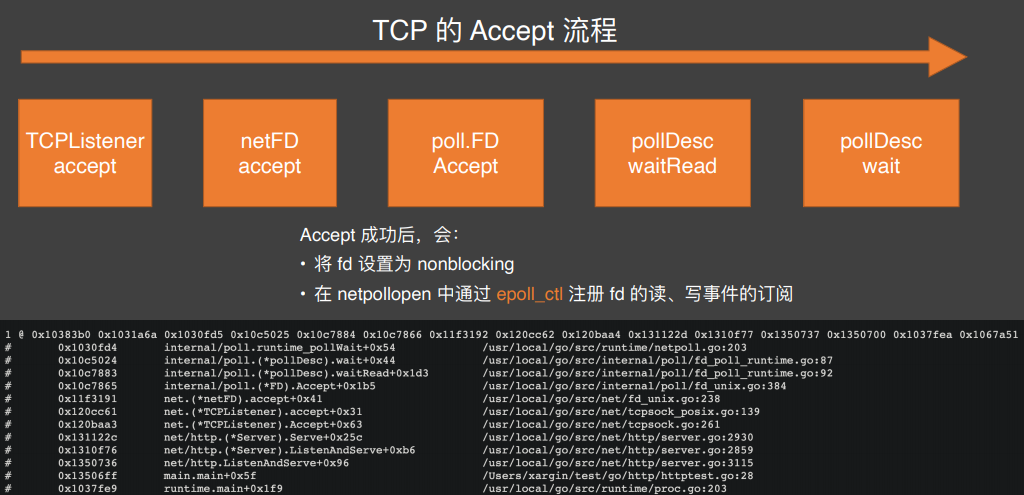 TCP 的 Accept 流程
TCPListener
accept
netFD
accept
poll.FD
Accept
pollDesc
waitRead
pollDesc
wait
Accept 成功后，会：
• 将 fd 设置为 nonblocking
• 在 netpollopen 中通过 epoll_ctl 注册 fd 的读、写事件的订阅
1 @ 0x10383b0 0x1031a6a 0x1030fd5 0x10c5025 0x10c7884 0x10c7866 0x11f3192 0x120cc62 0x120baa4 0x131122d 0x1310f77 0x1350737 0x1350700 0x1037fea 0x1067a51
# 0x1030fd4 internal/poll.runtime_pollWait+0x54 /usr/local/go/src/runtime/netpoll.go:203
# 0x10c5024 internal/poll.(*pollDesc).wait+0x44 /usr/local/go/src/internal/poll/fd_poll_runtime.go:87
# 0x10c7883 internal/poll.(*pollDesc).waitRead+0x1d3 /usr/local/go/src/internal/poll/fd_poll_runtime.go:92
# 0x10c7865 internal/poll.(*FD).Accept+0x1b5 /usr/local/go/src/internal/poll/fd_unix.go:384
# 0x11f3191 net.(*netFD).accept+0x41 /usr/local/go/src/net/fd_unix.go:238
# 0x120cc61 net.(*TCPListener).accept+0x31 /usr/local/go/src/net/tcpsock_posix.go:139
# 0x120baa3 net.(*TCPListener).Accept+0x63 /usr/local/go/src/net/tcpsock.go:261
# 0x131122c net/http.(*Server).Serve+0x25c /usr/local/go/src/net/http/server.go:2930
# 0x1310f76 net/http.(*Server).ListenAndServe+0xb6 /usr/local/go/src/net/http/server.go:2859
# 0x1350736 net/http.ListenAndServe+0x96 /usr/local/go/src/net/http/server.go:3115
# 0x13506ff main.main+0x5f /Users/xargin/test/go/http/httptest.go:28
# 0x1037fe9 runtime.main+0x1f9 /usr/local/go/src/runtime/proc.go:203